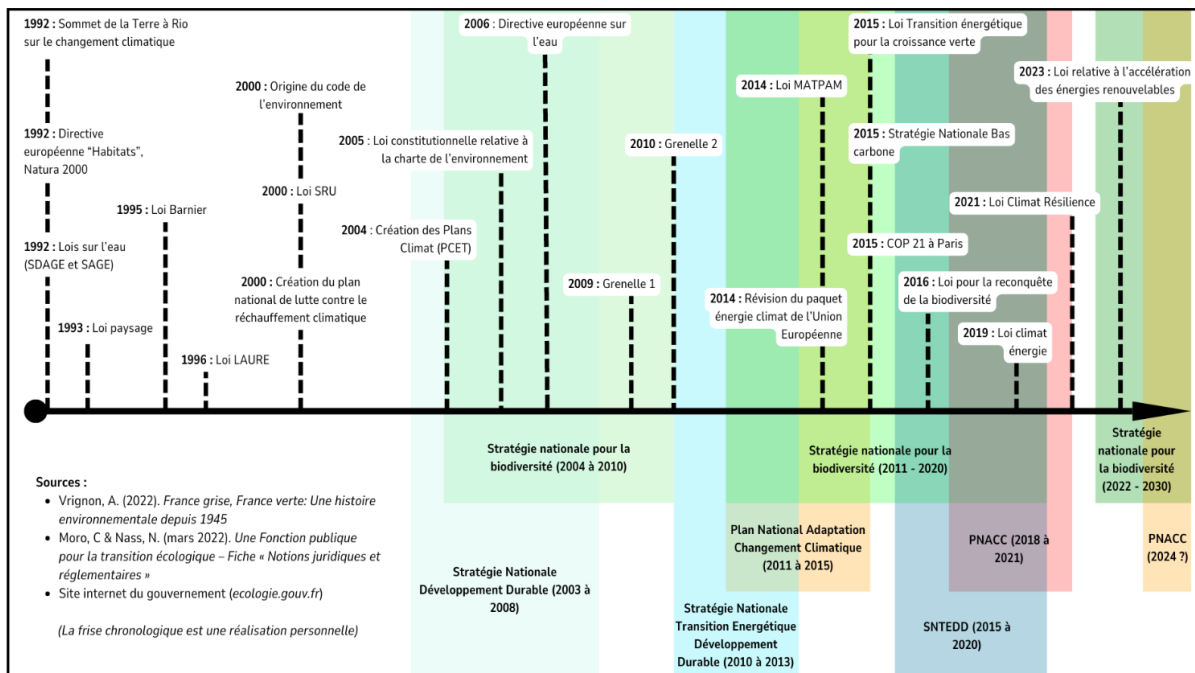 1992 : Sommet de la Terre à Rio
sur le changement climatique
1992 : Directive
européenne “Habitats”,
Natura 2000
1992 : Lois sur l’eau
(SDAGE et SAGE)
1993 : Loi paysage
1995 : Loi Barnier
1996 : Loi LAURE
2000 : Origine du code de
l’environnement
2000 : Loi SRU
2000 : Création du plan
national de lutte contre le
réchauffement climatique
2004 : Création des Plans
Climat (PCET)
2005 : Loi constitutionnelle relative à
la charte de l’environnement
2006 : Directive européenne sur
l’eau
2009 : Grenelle 1
2010 : Grenelle 2
2014 : Loi MATPAM
2014 : Révision du paquet
énergie climat de l’Union
Européenne
2015 : Loi Transition énergétique
pour la croissance verte
2015 : Stratégie Nationale Bas
carbone
2015 : COP 21 à Paris
2016 : Loi pour la reconquête
de la biodiversité
2019 : Loi climat
énergie
2021 : Loi Climat Résilience
2023 : Loi relative à l’accélération
des énergies renouvelables
Stratégie nationale pour la
biodiversité (2004 à 2010)
Stratégie nationale pour la
biodiversité (2011 - 2020)
Stratégie
nationale pour
la biodiversité
(2022 - 2030)
Plan National Adaptation
Changement Climatique
(2011 à 2015)
PNACC (2018 à
2021)
PNACC
(2024 ?)
Stratégie Nationale
Développement Durable (2003 à
2008)
Stratégie Nationale
Transition Energétique
Développement
Durable (2010 à 2013)
SNTEDD (2015 à
2020)
Sources :
• Vrignon, A. (2022). France grise, France verte: Une histoire
environnementale depuis 1945
• Moro, C & Nass, N. (mars 2022). Une Fonction publique
pour la transition écologique – Fiche « Notions juridiques et
réglementaires »
• Site internet du gouvernement (ecologie.gouv.fr)
(La frise chronologique est une réalisation personnelle)